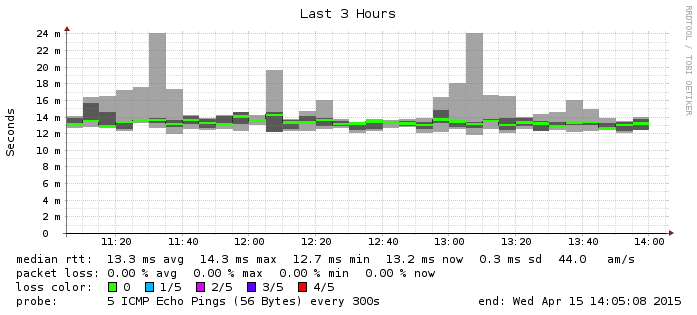 Last 3 Hours
RRDTOOL / TOBI OETIKER
Seconds
24 m
22 m
20 m
18 m
16 m
14 m
12 m
10 m
8 m
6 m
4 m
2 m
0
11:20 11:40 12:00 12:20 12:40 13:00 13:20 13:40 14:00
median rtt: 13.3 ms avg 14.3 ms max 12.7 ms min 13.2 ms now 0.3 ms sd 44.0 am/s
packet loss: 0.00 % avg 0.00 % max 0.00 % min 0.00 % now
loss color: 0 1/5 2/5 3/5 4/5
probe: 5 ICMP Echo Pings (56 Bytes) every 300s end: Wed Apr 15 14:05:08 2015